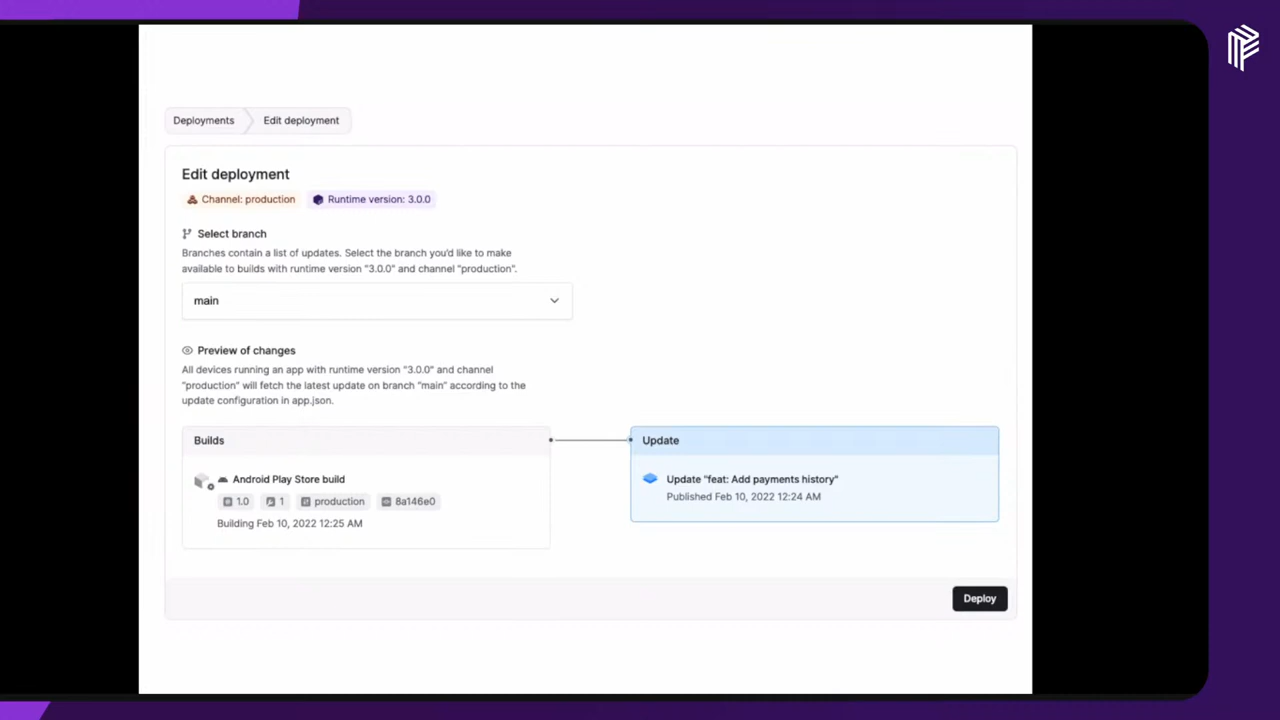 Deployments
Edit deployment
Edit deployment
Channel: production
Runtime version: 3.0.0
Select branch
Branches contain a list of updates. Select the branch you'd like to make
available to builds with runtime version "3.0.0" and channel "production".
main
Preview of changes
All devices running an app with runtime version "3.0.0" and channel
"production" will fetch the latest update on branch "main" according to the
update configuration in app.json.
Builds
Android Play Store build
1.0
1
production
8a146e0
Building Feb 10, 2022 12:25 AM
Update
Update "feat: Add payments history"
Published Feb 10, 2022 12:24 AM
Deploy